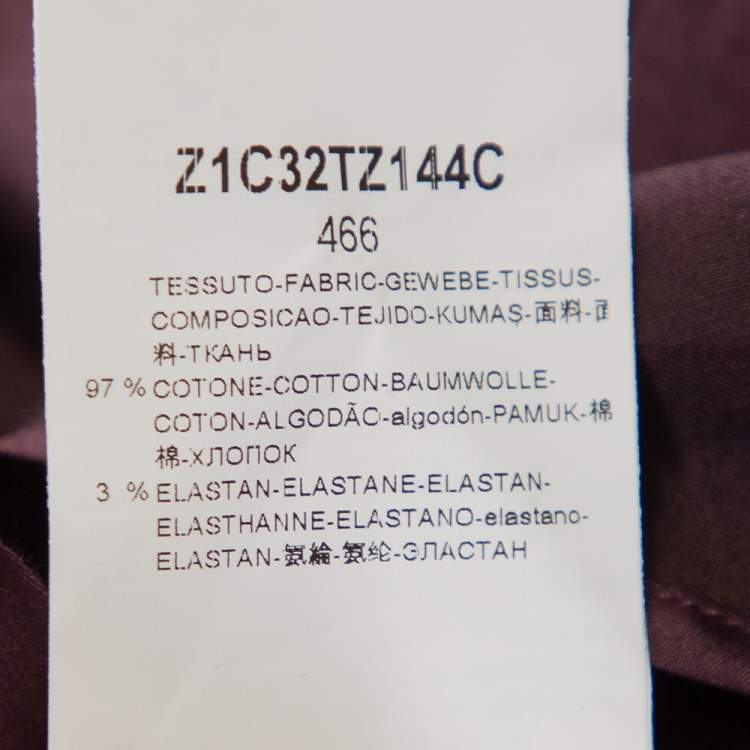 Z1C32TZ144C
466
TESSUTO-FABRIC-GEWEBE-TISSUS-
COMPOSICAO-TEJIDO-KUMAŞ-面料-面
料-ТКАНЬ
97 % COTONE-COTTON-BAUMWOLLE-
COTON-ALGODÃO-algodón-PAMUK-棉
棉-ХЛОПОК
3 % ELASTAN-ELASTANE-ELASTAN-
ELASTHANNE-ELASTANO-elastano-
ELASTAN-氨綸-氨纶-ЭЛАСТАН